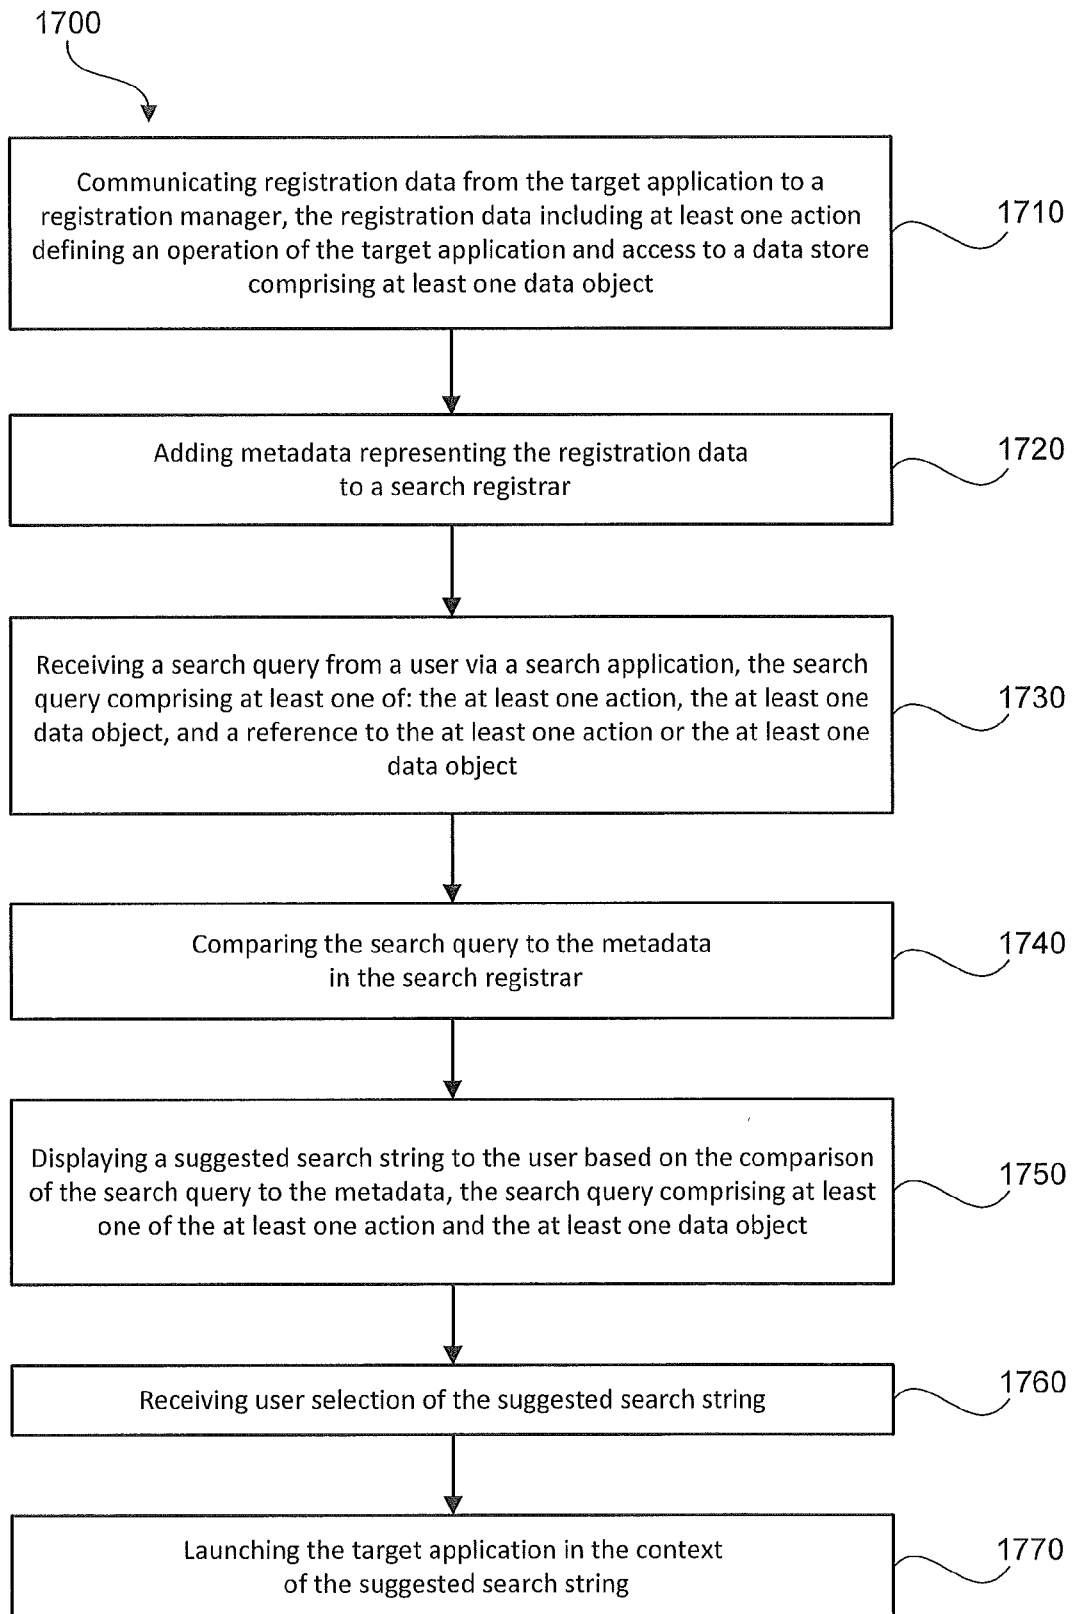 1700
Communicating registration data from the target application to a
registration manager, the registration data including at least one action
defining an operation of the target application and access to a data store
comprising at least one data object
1710
Adding metadata representing the registration data
to a search registrar
1720
Receiving a search query from a user via a search application, the search
query comprising at least one of: the at least one action, the at least one
data object, and a reference to the at least one action or the at least one
data object
1730
Comparing the search query to the metadata
in the search registrar
1740
Displaying a suggested search string to the user based on the comparison
of the search query to the metadata, the search query comprising at least
one of the at least one action and the at least one data object
1750
Receiving user selection of the suggested search string
1760
Launching the target application in the context
of the suggested search string
1770